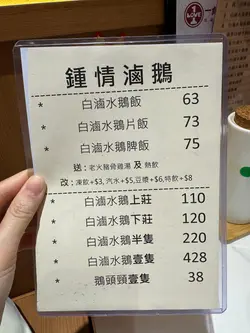 鍾情滷鵝
* 白滷水鵝飯 63
* 白滷水鵝片飯 73
* 白滷水鵝脾飯 75
送: 老火豬骨雞湯 及 熱飲
改: 凍飲+$3, 汽水+$5,豆漿+$6,特飲+$8
* 白滷水鵝上莊 110
* 白滷水鵝下莊 120
* 白滷水鵝半隻 220
* 白滷水鵝壹隻 428
* 鵝頭頸壹隻 38